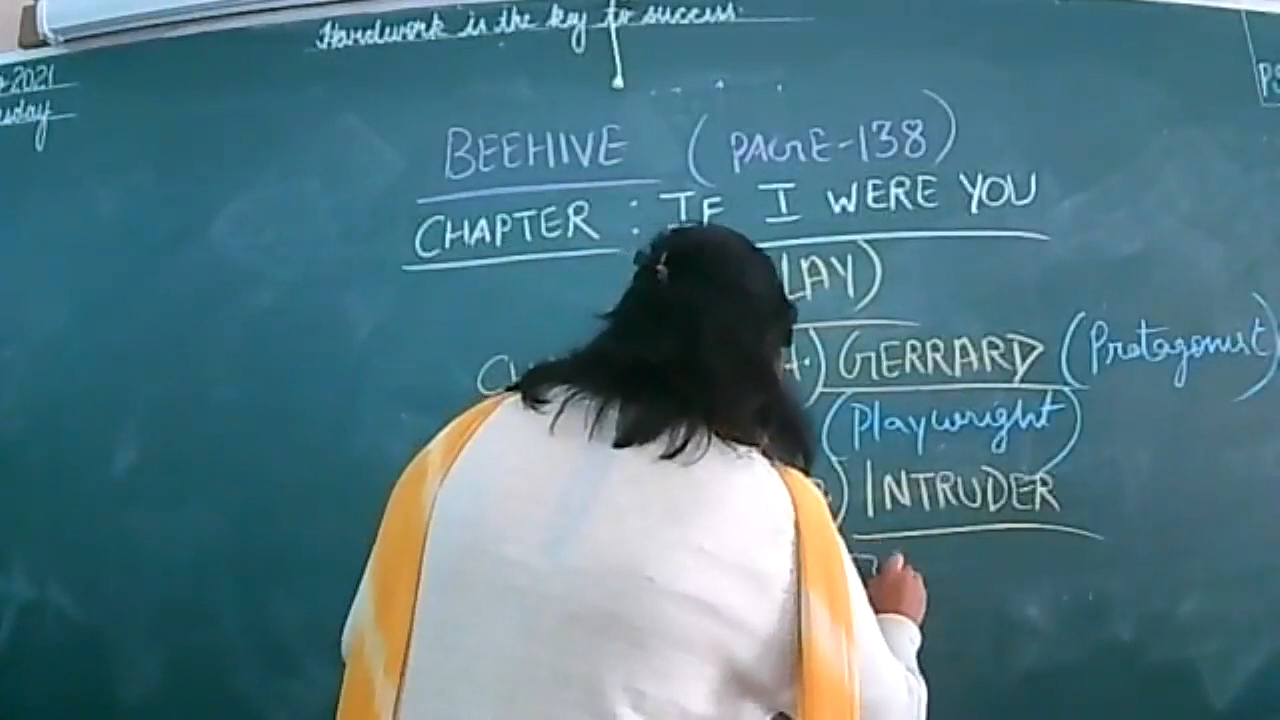 Hardwork is the key to success.
2021
BEEHIVE (PAGE-138)
CHAPTER : IF I WERE YOU
LAY)
GERRARD (Protagonist)
(Playwright)
INTRUDER